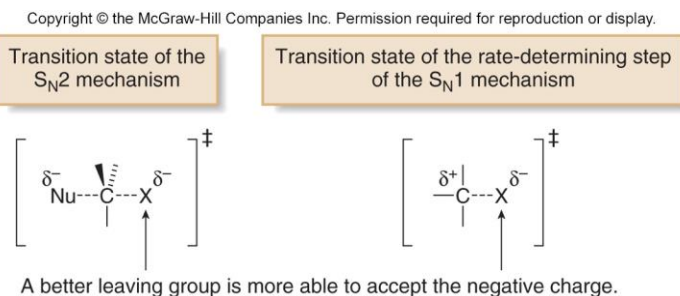 Copyright © the McGraw-Hill Companies Inc. Permission required for reproduction or display.
Transition state of the
SN2 mechanism
Transition state of the rate-determining step
of the SN1 mechanism
‡
δ− δ−
Nu---C---X
‡
δ+ δ−
C---X
A better leaving group is more able to accept the negative charge.